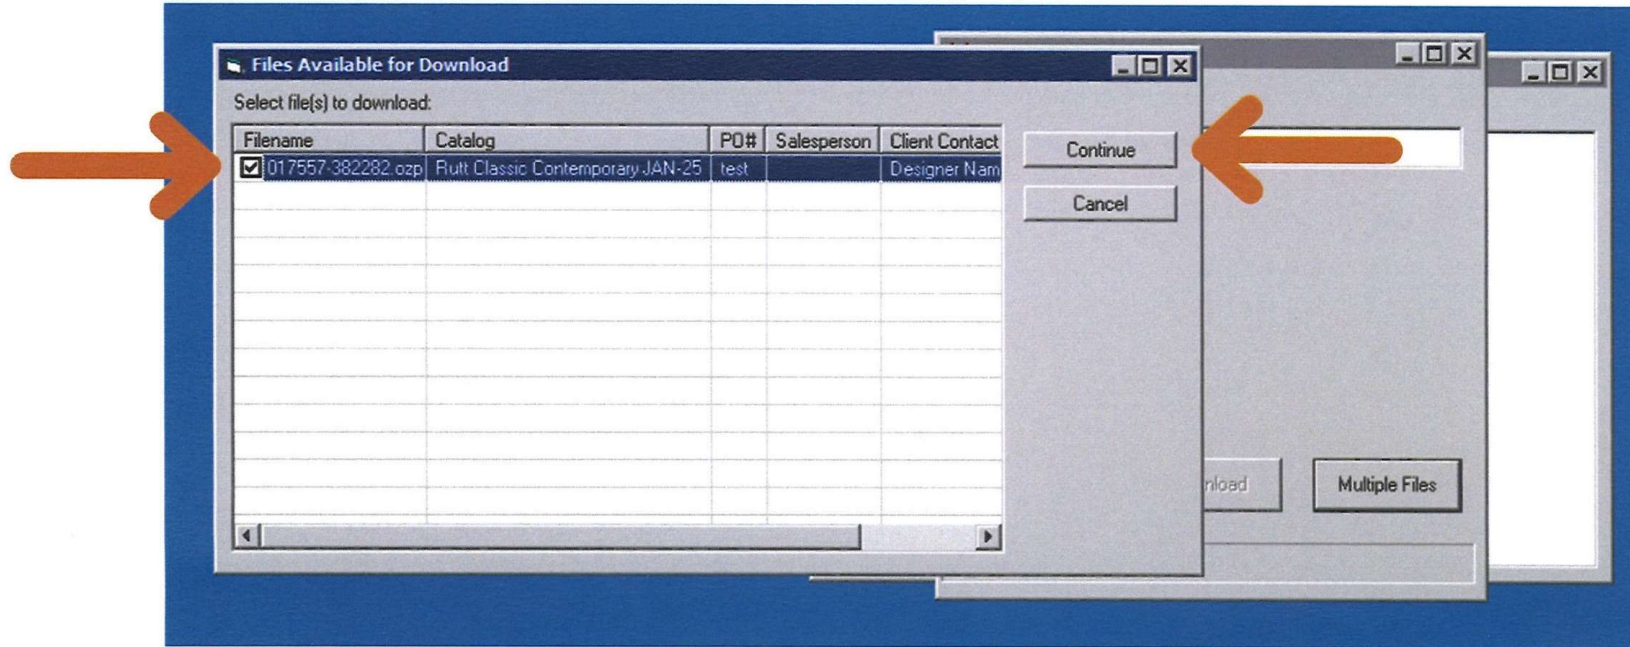 Files Available for Download
Select file(s) to download:
Filename Catalog PO# Salesperson Client Contact
017557-382282.ozp Rutt Classic Contemporary JAN-25 test Designer Nam
Continue
Cancel
nload
Multiple Files